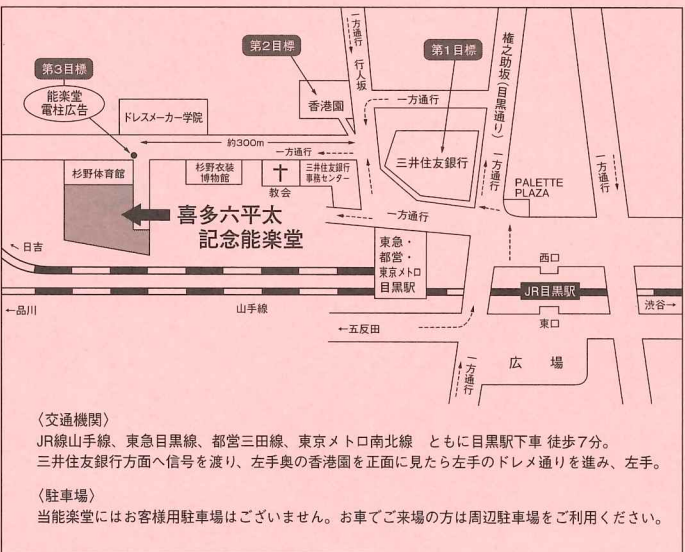 第1目標
第2目標
第3目標
能楽堂
電柱広告
ドレスメーカー学院
香港園
一方通行
行人坂
権之助坂(目黒通り)
一方通行
三井住友銀行
一方通行
一方通行
PALETTE
PLAZA
約300m
一方通行
杉野体育館
杉野衣装
博物館
教会
三井住友銀行
事務センター
一方通行
喜多六平太
記念能楽堂
東急・
都営・
東京メトロ
目黒駅
日吉
西口
JR目黒駅
東口
←品川
山手線
渋谷→
←五反田
一方通行
広場
〈交通機関〉
JR線山手線、東急目黒線、都営三田線、東京メトロ南北線 ともに目黒駅下車 徒歩7分。
三井住友銀行方面へ信号を渡り、左手奥の香港園を正面に見たら左手のドレメ通りを進み、左手。
〈駐車場〉
当能楽堂にはお客様用駐車場はございません。お車でご来場の方は周辺駐車場をご利用ください。